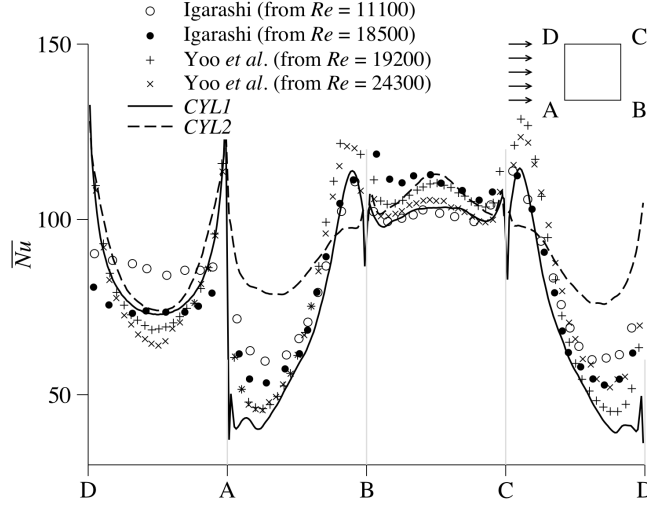 Igarashi (from Re = 11100)
Igarashi (from Re = 18500)
Yoo et al. (from Re = 19200)
Yoo et al. (from Re = 24300)
CYL1
CYL2
D C
A B
150
100
50
Nu
D A B C D